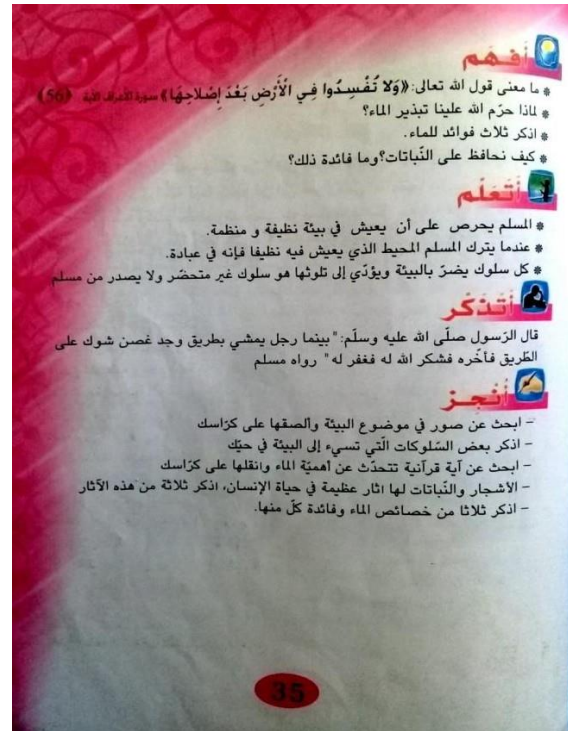 أفهم
* ما معنى قول الله تعالى: ﴿وَلَا تُفْسِدُوا فِي الْأَرْضِ بَعْدَ إِصْلَاحِهَا﴾ سورة الأعراف الآية ﴿56﴾
* لماذا حرّم الله علينا تبذير الماء؟
* اذكر ثلاث فوائد للماء.
* كيف نحافظ على النّباتات؟وما فائدة ذلك؟
أتعلّم
* المسلم يحرص على أن يعيش في بيئة نظيفة و منظمة.
* عندما يترك المسلم المحيط الذي يعيش فيه نظيفا فإنه في عبادة.
* كل سلوك يضرّ بالبيئة ويؤدّي إلى تلوثها هو سلوك غير متحضّر ولا يصدر من مسلم
أتذكّر
قال الرّسول صلّى الله عليه وسلّم:" بينما رجل يمشي بطريق وجد غصن شوك على
الطّريق فأخّره فشكر الله له فغفر له" رواه مسلم
أنجز
– ابحث عن صور في موضوع البيئة وألصقها على كرّاسك
– اذكر بعض السّلوكات الّتي تسيء إلى البيئة في حيّك
– ابحث عن آية قرآنية تتحدّث عن أهميّة الماء وانقلها على كرّاسك
– الأشجار والنّباتات لها اثار عظيمة في حياة الإنسان، اذكر ثلاثة من هذه الآثار
– اذكر ثلاثا من خصائص الماء وفائدة كلّ منها.
35